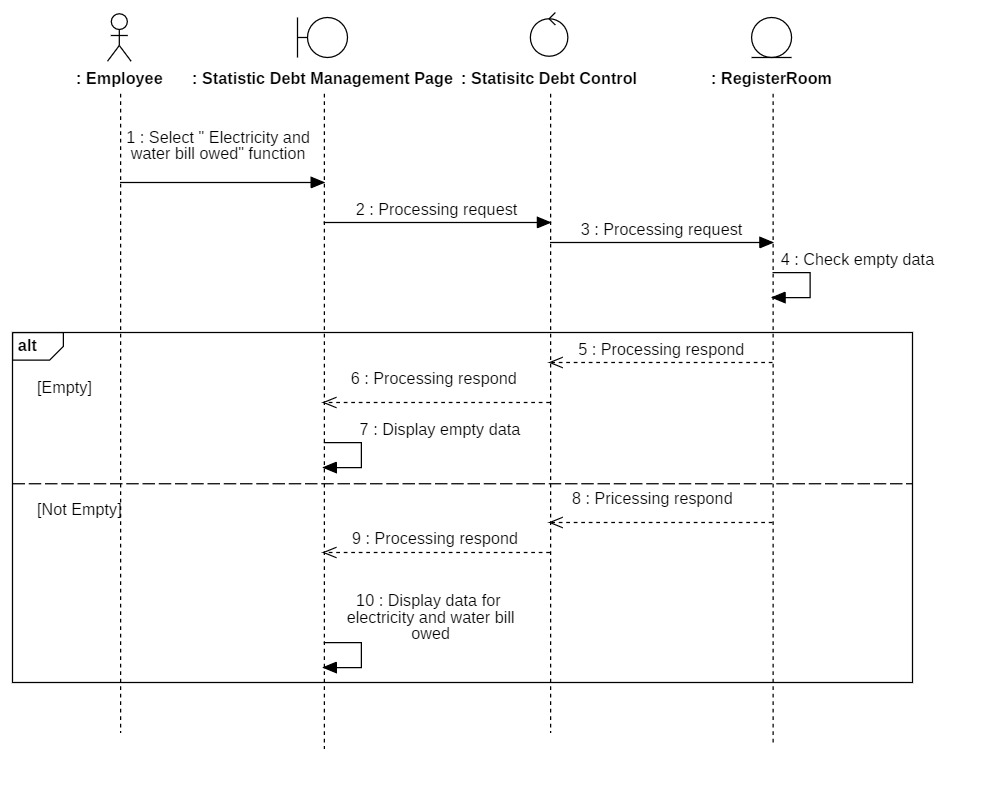 : Employee
: Statistic Debt Management Page
: Statisitc Debt Control
: RegisterRoom
1 : Select " Electricity and
water bill owed" function
2 : Processing request
3 : Processing request
4 : Check empty data
alt
5 : Processing respond
6 : Processing respond
[Empty]
7 : Display empty data
8 : Pricessing respond
[Not Empty]
9 : Processing respond
10 : Display data for
electricity and water bill
owed